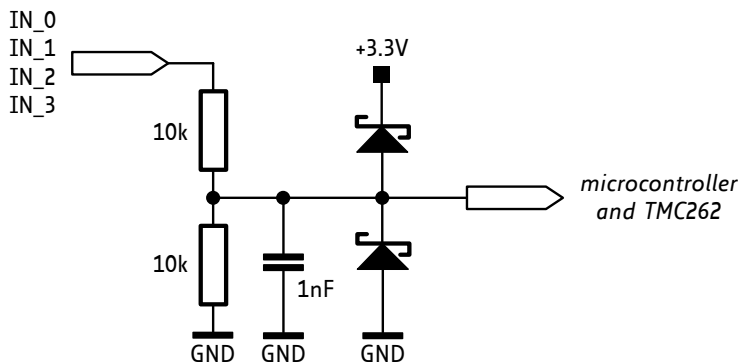 IN_0
IN_1
IN_2
IN_3
+3.3V
10k
microcontroller
and TMC262
10k
1nF
GND
GND
GND